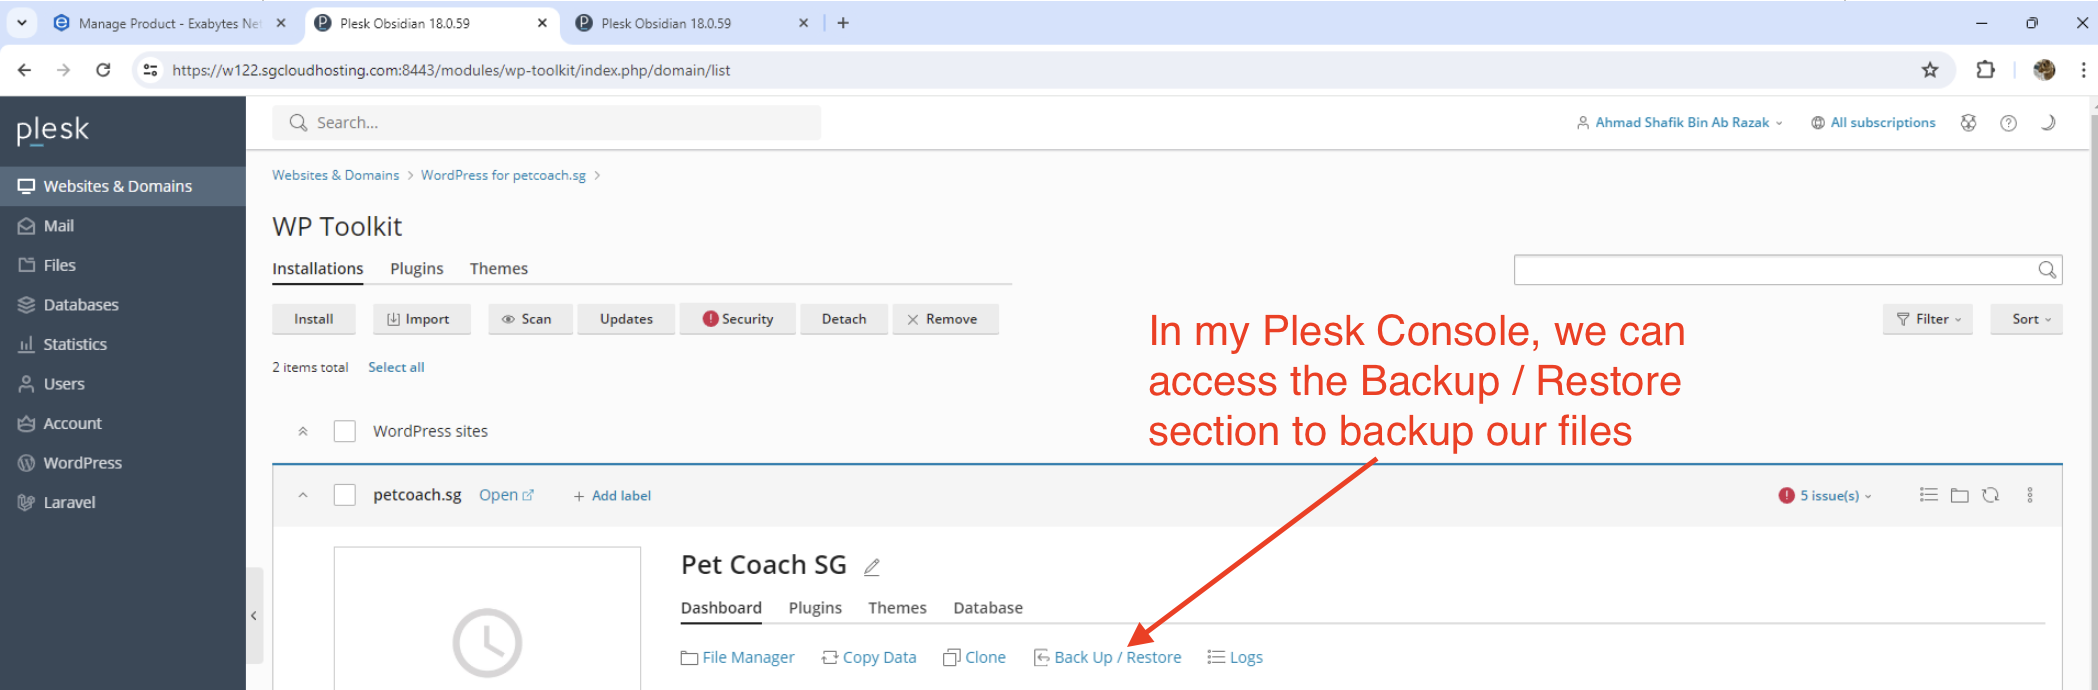 Manage Product - Exabytes Net
Plesk Obsidian 18.0.59
Plesk Obsidian 18.0.59
https://w122.sgcloudhosting.com:8443/modules/wp-toolkit/index.php/domain/list
plesk
Search...
Ahmad Shafik Bin Ab Razak
All subscriptions
Websites & Domains
Mail
Files
Databases
Statistics
Users
Account
WordPress
Laravel
Websites & Domains > WordPress for petcoach.sg >
WP Toolkit
Installations Plugins Themes
Install Import Scan Updates Security Detach Remove
Filter Sort
2 items total Select all
In my Plesk Console, we can
access the Backup / Restore
section to backup our files
WordPress sites
petcoach.sg Open + Add label
5 issue(s)
Pet Coach SG
Dashboard Plugins Themes Database
File Manager Copy Data Clone Back Up / Restore Logs